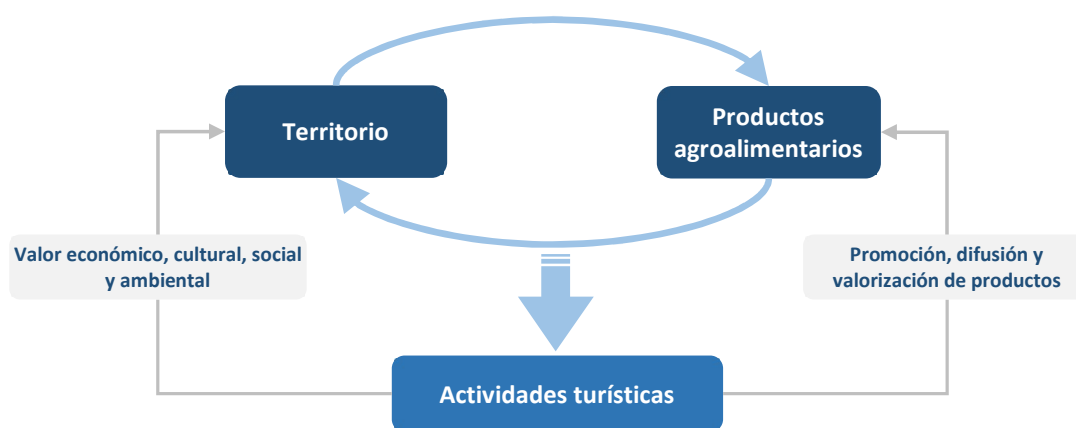 Territorio
Productos
agroalimentarios
Valor económico, cultural, social
y ambiental
Promoción, difusión y
valorización de productos
Actividades turísticas